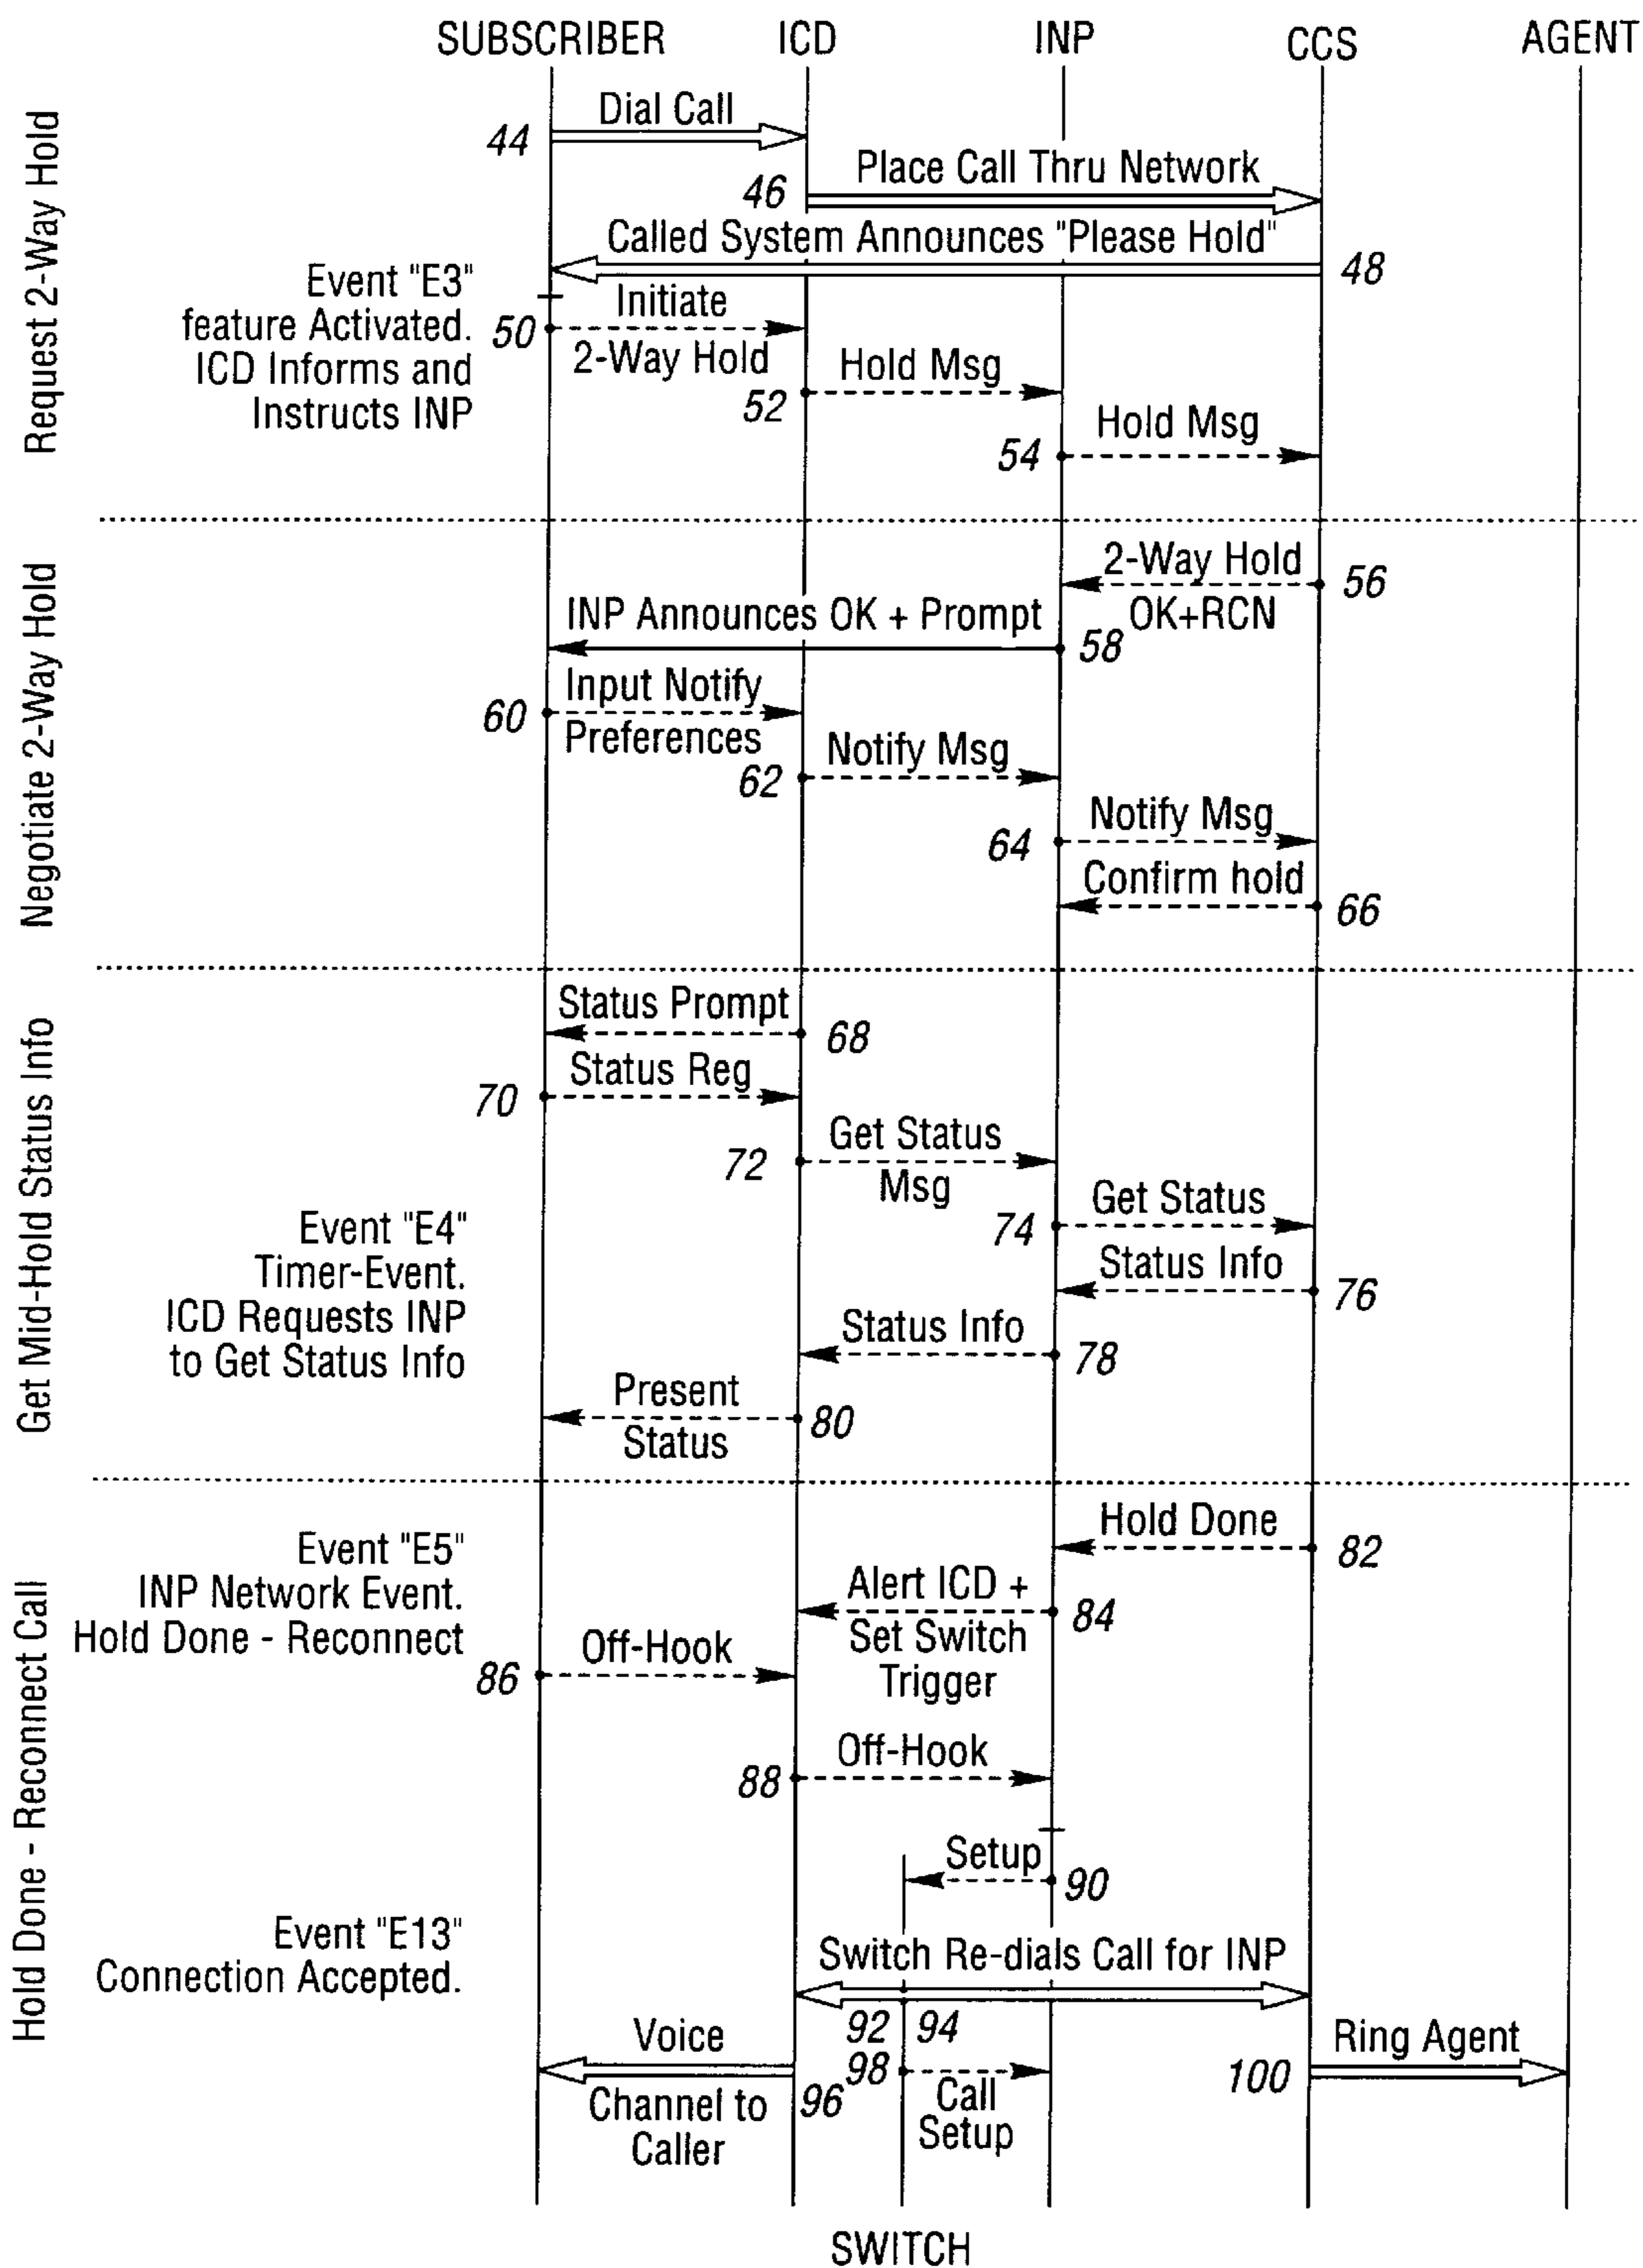 SUBSCRIBER ICD INP CCS AGENT
Request 2-Way Hold
Dial Call
44
Place Call Thru Network
46
Called System Announces "Please Hold"
48
Event "E3"
feature Activated.
ICD Informs and
Instructs INP
50
Initiate
2-Way Hold
Hold Msg
52
Hold Msg
54
Negotiate 2-Way Hold
2-Way Hold
OK+RCN
56
INP Announces OK + Prompt
58
Input Notify
Preferences
60
Notify Msg
62
Notify Msg
64
Confirm hold
66
Get Mid-Hold Status Info
Status Prompt
68
Status Reg
70
Get Status
Msg
72
Get Status
74
Event "E4"
Timer-Event.
ICD Requests INP
to Get Status Info
Status Info
76
Status Info
78
Present
Status
80
Hold Done - Reconnect Call
Hold Done
82
Event "E5"
INP Network Event.
Hold Done - Reconnect
Alert ICD +
Set Switch
Trigger
84
Off-Hook
86
Off-Hook
88
Setup
90
Event "E13"
Connection Accepted.
Switch Re-dials Call for INP
92 94
Voice
Channel to
Caller
96
98
Call
Setup
Ring Agent
100
SWITCH